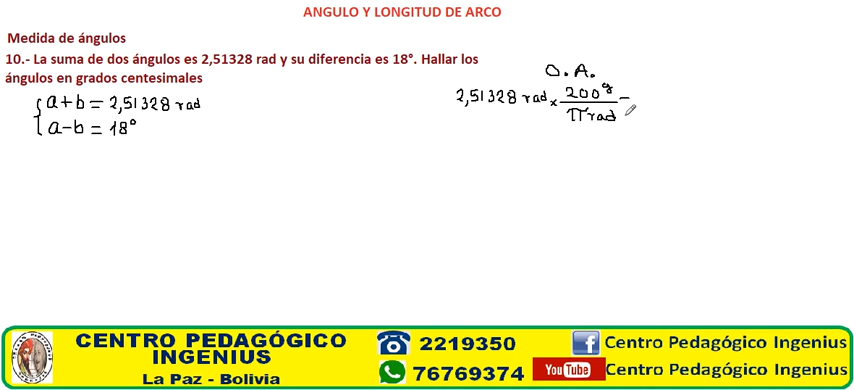 ANGULO Y LONGITUD DE ARCO
Medida de ángulos
10.- La suma de dos ángulos es 2,51328 rad y su diferencia es 18°. Hallar los
ángulos en grados centesimales
{ a+b = 2,51328 rad
a-b = 18°
O.A.
2,51328 rad × 200ᵍ / π rad =
CENTRO PEDAGÓGICO
INGENIUS
La Paz - Bolivia
2219350
76769374
f Centro Pedagógico Ingenius
YouTube Centro Pedagógico Ingenius